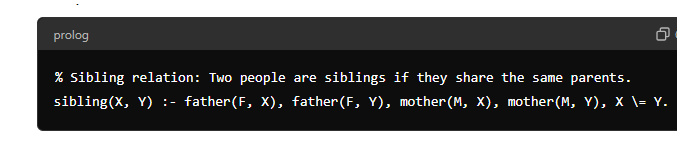 prolog
% Sibling relation: Two people are siblings if they share the same parents.
sibling(X, Y) :- father(F, X), father(F, Y), mother(M, X), mother(M, Y), X \= Y.